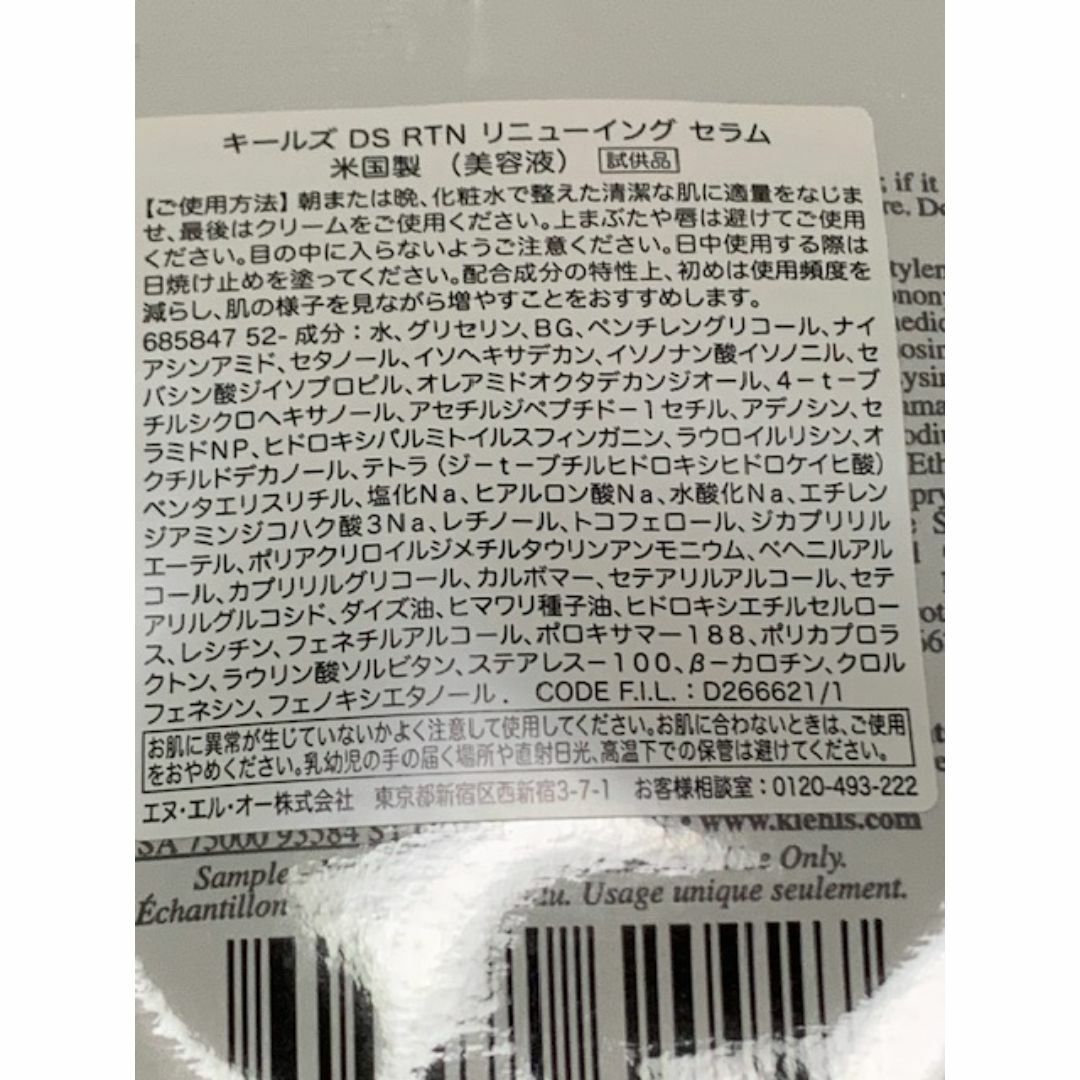 キールズ DS RTN リニューイング セラム
米国製 （美容液） 試供品
【ご使用方法】朝または晩、化粧水で整えた清潔な肌に適量をなじま
せ、最後はクリームをご使用ください。上まぶたや唇は避けてご使用
ください。目の中に入らないようご注意ください。日中使用する際は
日焼け止めを塗ってください。配合成分の特性上、初めは使用頻度を
減らし、肌の様子を見ながら増やすことをおすすめします。
685847 52- 成分：水、グリセリン、BG、ペンチレングリコール、ナイ
アシンアミド、セタノール、イソヘキサデカン、イソノナン酸イソノニル、セ
バシン酸ジイソプロピル、オレアミドオクタデカンジオール、4－t－ブ
チルシクロヘキサノール、アセチルジペプチド－1セチル、アデノシン、セ
ラミドNP、ヒドロキシパルミトイルスフィンガニン、ラウロイルリシン、オ
クチルドデカノール、テトラ（ジ－t－ブチルヒドロキシヒドロケイヒ酸）
ペンタエリスリチル、塩化Na、ヒアルロン酸Na、水酸化Na、エチレン
ジアミンジコハク酸3Na、レチノール、トコフェロール、ジカプリリル
エーテル、ポリアクリロイルジメチルタウリンアンモニウム、ベヘニルアル
コール、カプリリルグリコール、カルボマー、セテアリルアルコール、セテ
アリルグルコシド、ダイズ油、ヒマワリ種子油、ヒドロキシエチルセルロー
ス、レシチン、フェネチルアルコール、ポロキサマー188、ポリカプロラ
クトン、ラウリン酸ソルビタン、ステアレス－100、β－カロチン、クロル
フェネシン、フェノキシエタノール． CODE F.I.L.：D266621/1
お肌に異常が生じていないかよく注意して使用してください。お肌に合わないときは、ご使用
をおやめください。乳幼児の手の届く場所や直射日光、高温下での保管は避けてください。
エヌ・エル・オー株式会社 東京都新宿区西新宿3-7-1 お客様相談室：0120-493-222
• www.kiehls.com
Sample Only.
Échantillon Usage unique seulement.